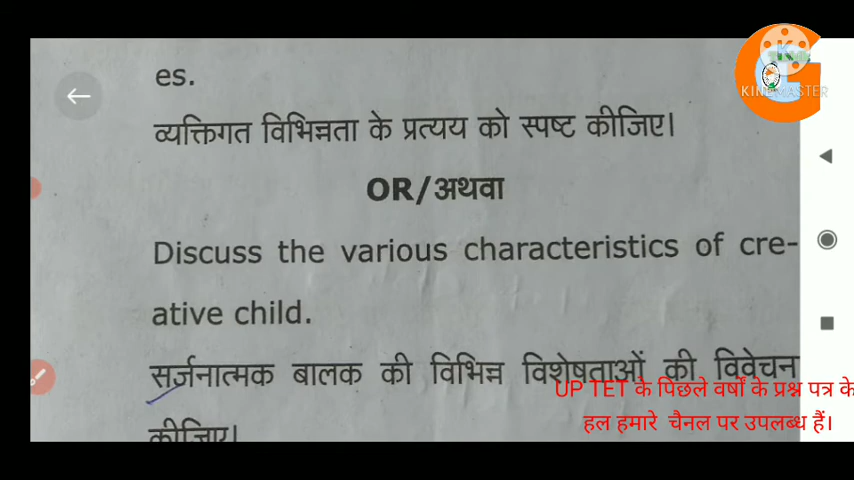 es.
व्यक्तिगत विभिन्नता के प्रत्यय को स्पष्ट कीजिए।
OR/अथवा
Discuss the various characteristics of cre-
ative child.
सर्जनात्मक बालक की विभिन्न विशेषताओं की विवेचन
कीजिए।
UP TET के पिछले वर्षों के प्रश्न पत्र के
हल हमारे चैनल पर उपलब्ध हैं।
K
KINEMASTER